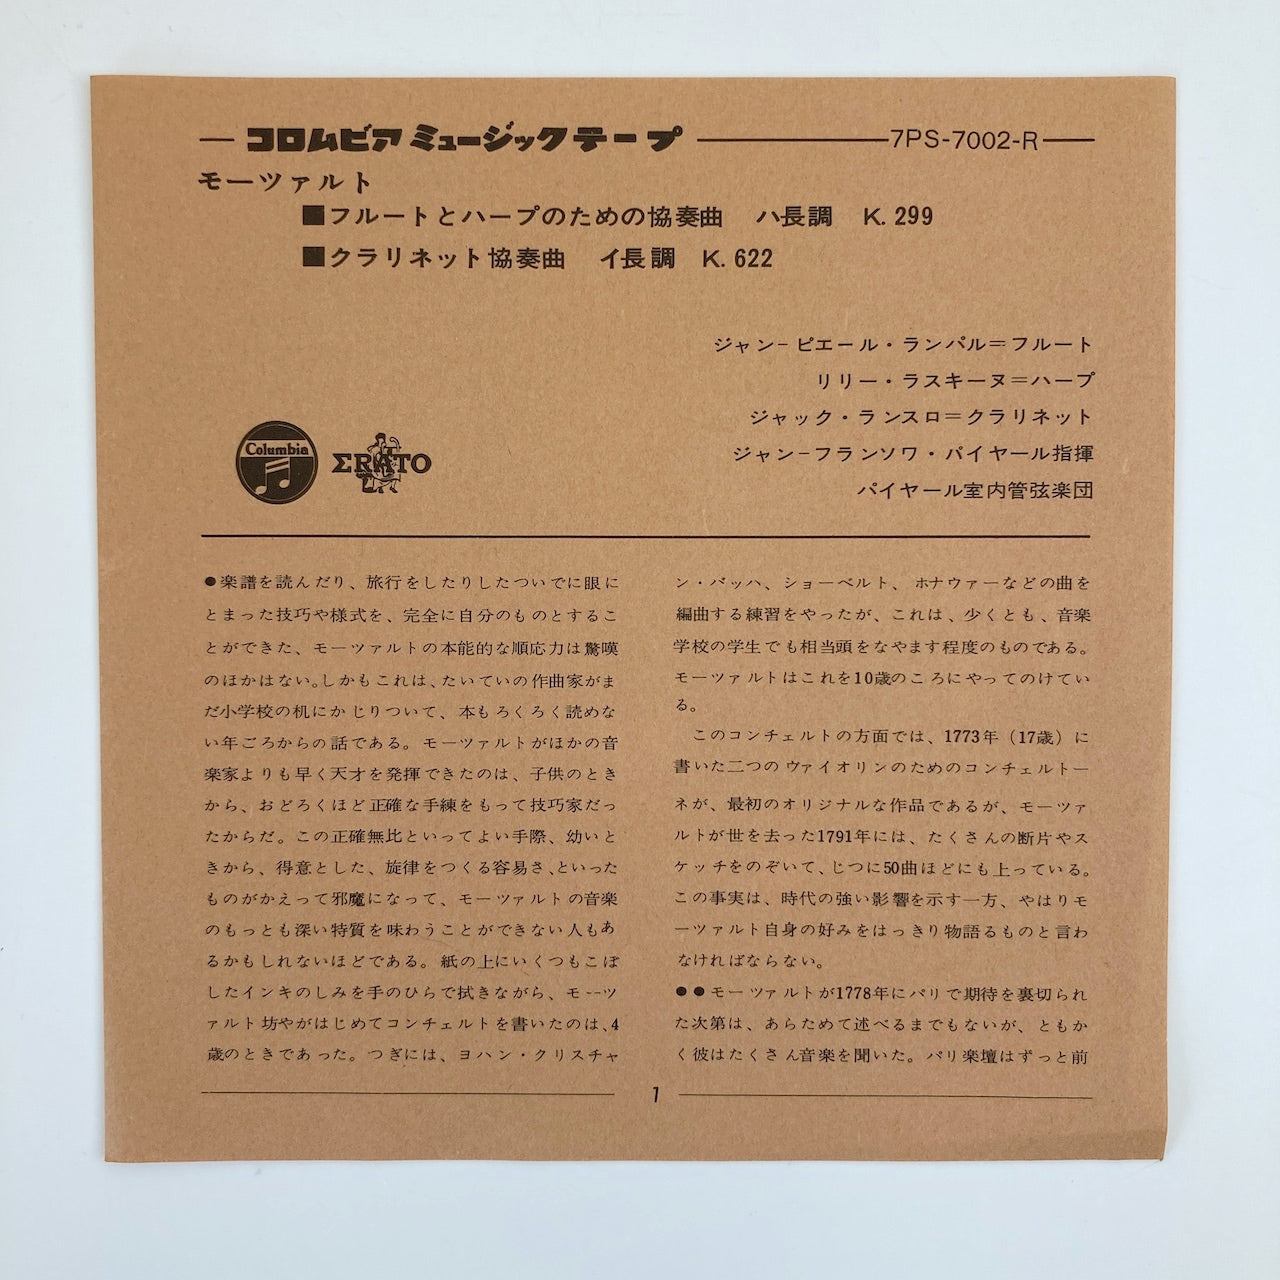 コロムビア ミュージックテープ 7PS-7002-R
モーツァルト
■フルートとハープのための協奏曲 ハ長調 K. 299
■クラリネット協奏曲 イ長調 K. 622
ジャン-ピエール・ランパル＝フルート
リリー・ラスキーヌ＝ハープ
ジャック・ランスロ＝クラリネット
ジャン-フランソワ・パイヤール指揮
パイヤール室内管弦楽団
Columbia
ΣRATO
●楽譜を読んだり、旅行をしたりしたついでに眼に
とまった技巧や様式を、完全に自分のものとするこ
とができた、モーツァルトの本能的な順応力は驚嘆
のほかはない。しかもこれは、たいていの作曲家がま
だ小学校の机にかじりついて、本もろくろく読めな
い年ごろからの話である。モーツァルトがほかの音
楽家よりも早く天才を発揮できたのは、子供のとき
から、おどろくほど正確な手練をもって技巧家だっ
たからだ。この正確無比といってよい手際、幼いと
きから、得意とした、旋律をつくる容易さ、といった
ものがかえって邪魔になって、モーツァルトの音楽
のもっとも深い特質を味わうことができない人もあ
るかもしれないほどである。紙の上にいくつもこぼ
したインキのしみを手のひらで拭きながら、モーツ
ァルト坊やがはじめてコンチェルトを書いたのは、4
歳のときであった。つぎには、ヨハン・クリスチャ
ン・バッハ、ショーベルト、ホナウァーなどの曲を
編曲する練習をやったが、これは、少くとも、音楽
学校の学生でも相当頭をなやます程度のものである。
モーツァルトはこれを10歳のころにやってのけてい
る。
このコンチェルトの方面では、1773年（17歳）に
書いた二つのヴァイオリンのためのコンチェルトー
ネが、最初のオリジナルな作品であるが、モーツァ
ルトが世を去った1791年には、たくさんの断片やス
ケッチをのぞいて、じつに50曲ほどにも上っている。
この事実は、時代の強い影響を示す一方、やはりモ
ーツァルト自身の好みをはっきり物語るものと言わ
なければならない。
●●モーツァルトが1778年にパリで期待を裏切られ
た次第は、あらためて述べるまでもないが、ともか
く彼はたくさん音楽を聞いた。パリ楽壇はずっと前
1